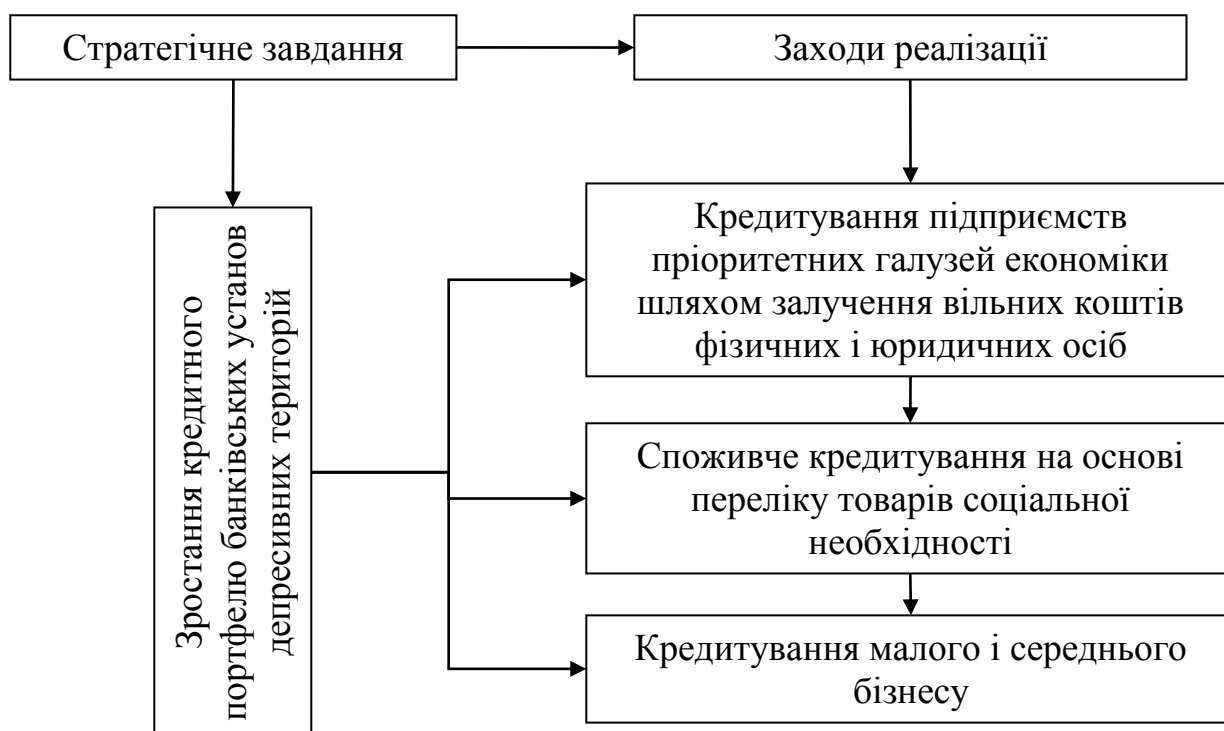 Стратегічне завдання
Заходи реалізації
Зростання кредитного
портфелю банківських установ
депресивних територій
Кредитування підприємств
пріоритетних галузей економіки
шляхом залучення вільних коштів
фізичних і юридичних осіб
Споживче кредитування на основі
переліку товарів соціальної
необхідності
Кредитування малого і середнього
бізнесу